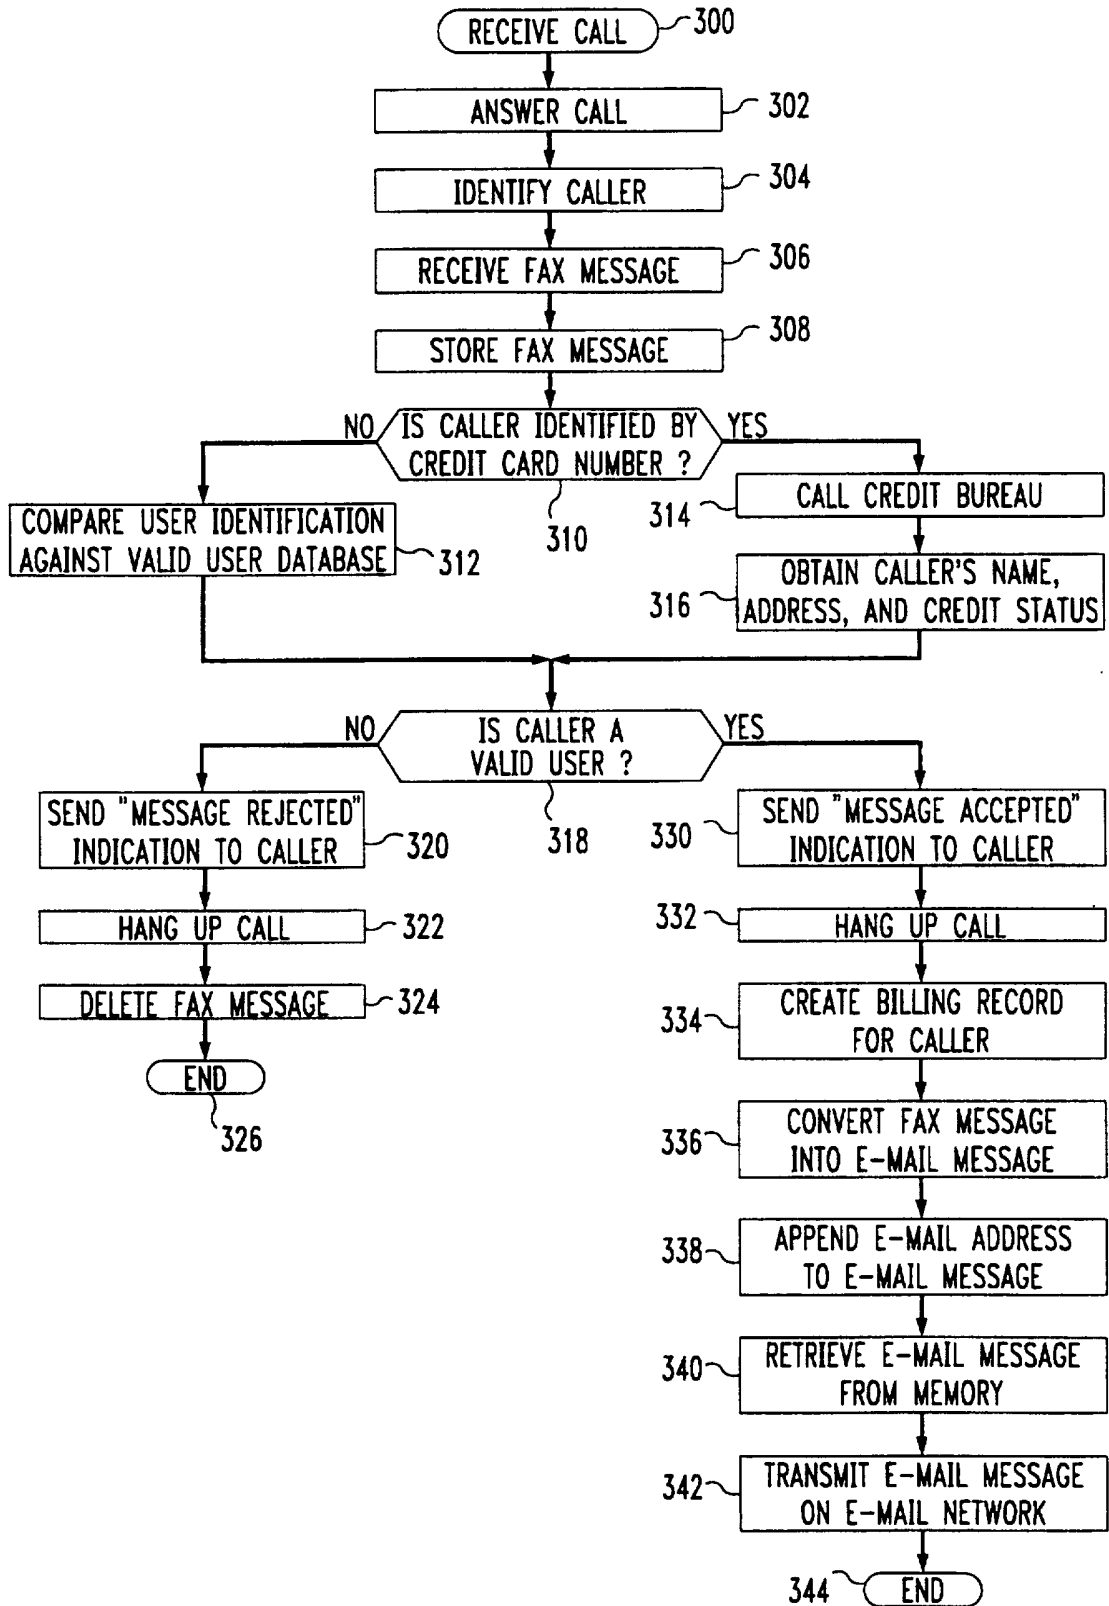 RECEIVE CALL
300
ANSWER CALL
302
IDENTIFY CALLER
304
RECEIVE FAX MESSAGE
306
STORE FAX MESSAGE
308
NO
IS CALLER IDENTIFIED BY
CREDIT CARD NUMBER ?
YES
310
COMPARE USER IDENTIFICATION
AGAINST VALID USER DATABASE
312
CALL CREDIT BUREAU
314
OBTAIN CALLER'S NAME,
ADDRESS, AND CREDIT STATUS
316
NO
IS CALLER A
VALID USER ?
YES
318
SEND "MESSAGE REJECTED"
INDICATION TO CALLER
320
HANG UP CALL
322
DELETE FAX MESSAGE
324
END
326
SEND "MESSAGE ACCEPTED"
INDICATION TO CALLER
330
HANG UP CALL
332
CREATE BILLING RECORD
FOR CALLER
334
CONVERT FAX MESSAGE
INTO E-MAIL MESSAGE
336
APPEND E-MAIL ADDRESS
TO E-MAIL MESSAGE
338
RETRIEVE E-MAIL MESSAGE
FROM MEMORY
340
TRANSMIT E-MAIL MESSAGE
ON E-MAIL NETWORK
342
END
344